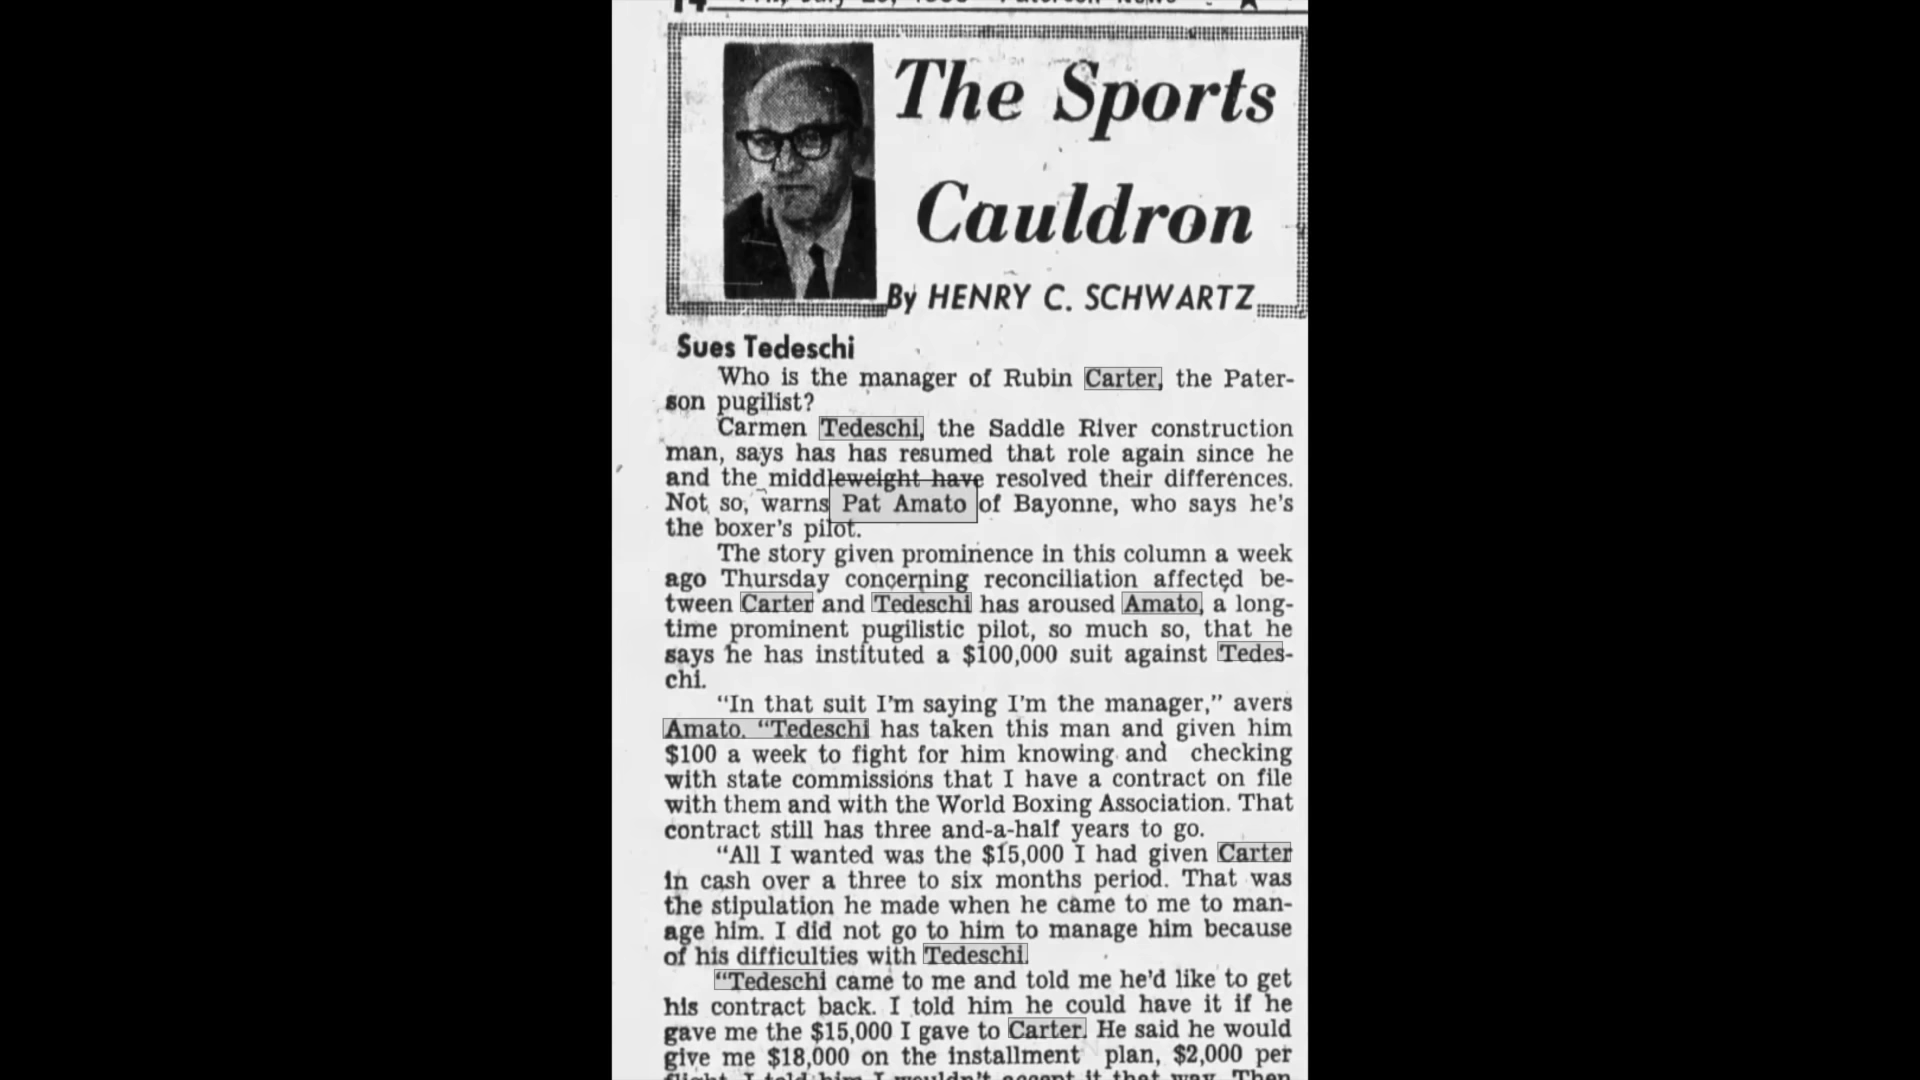 The Sports
Cauldron
By HENRY C. SCHWARTZ
Sues Tedeschi
Who is the manager of Rubin Carter, the Pater-
son pugilist?
Carmen Tedeschi, the Saddle River construction
man, says has has resumed that role again since he
and the middleweight have resolved their differences.
Not so, warns Pat Amato of Bayonne, who says he's
the boxer's pilot.
The story given prominence in this column a week
ago Thursday concerning reconciliation affected be-
tween Carter and Tedeschi has aroused Amato, a long-
time prominent pugilistic pilot, so much so, that he
says he has instituted a $100,000 suit against Tedes-
chi.
“In that suit I'm saying I'm the manager,” avers
Amato. “Tedeschi has taken this man and given him
$100 a week to fight for him knowing and checking
with state commissions that I have a contract on file
with them and with the World Boxing Association. That
contract still has three and-a-half years to go.
“All I wanted was the $15,000 I had given Carter
in cash over a three to six months period. That was
the stipulation he made when he came to me to man-
age him. I did not go to him to manage him because
of his difficulties with Tedeschi.
“Tedeschi came to me and told me he'd like to get
his contract back. I told him he could have it if he
gave me the $15,000 I gave to Carter. He said he would
give me $18,000 on the installment plan, $2,000 per